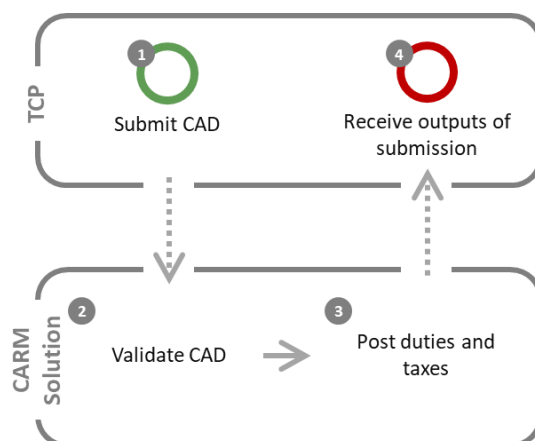 TCP
1
Submit CAD
4
Receive outputs of
submission
CARM
Solution
2
Validate CAD
3
Post duties and
taxes